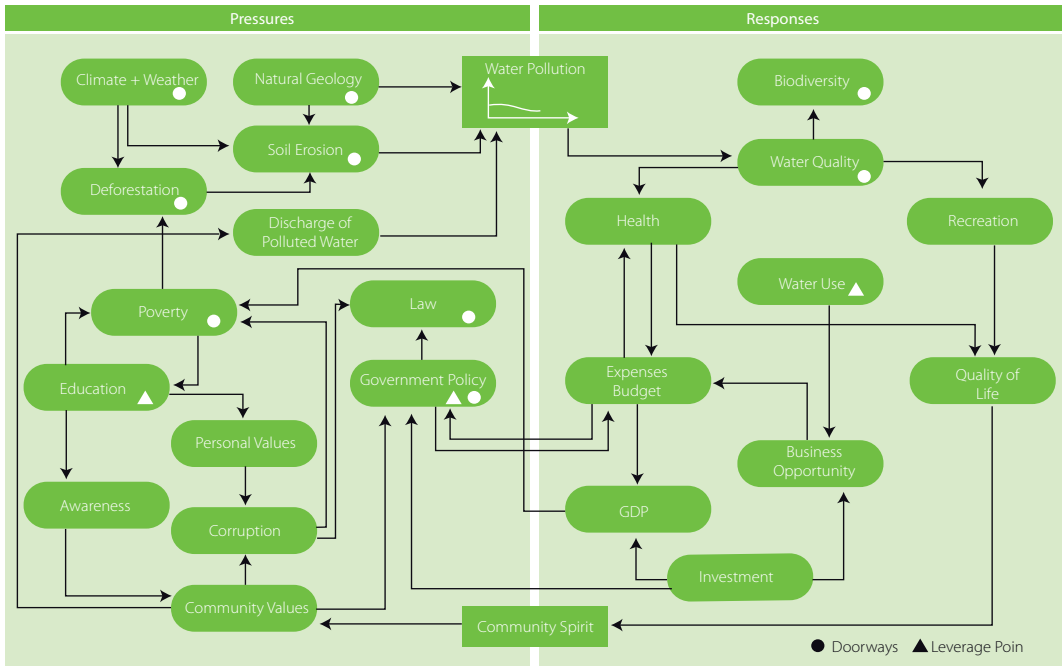 Pressures
Responses
Climate + Weather
Natural Geology
Water Pollution
Biodiversity
Soil Erosion
Water Quality
Deforestation
Discharge of
Polluted Water
Health
Recreation
Poverty
Law
Water Use
Education
Government Policy
Expenses
Budget
Quality of
Life
Personal Values
Business
Opportunity
Awareness
Corruption
GDP
Investment
Community Values
Community Spirit
Doorways
Leverage Poin